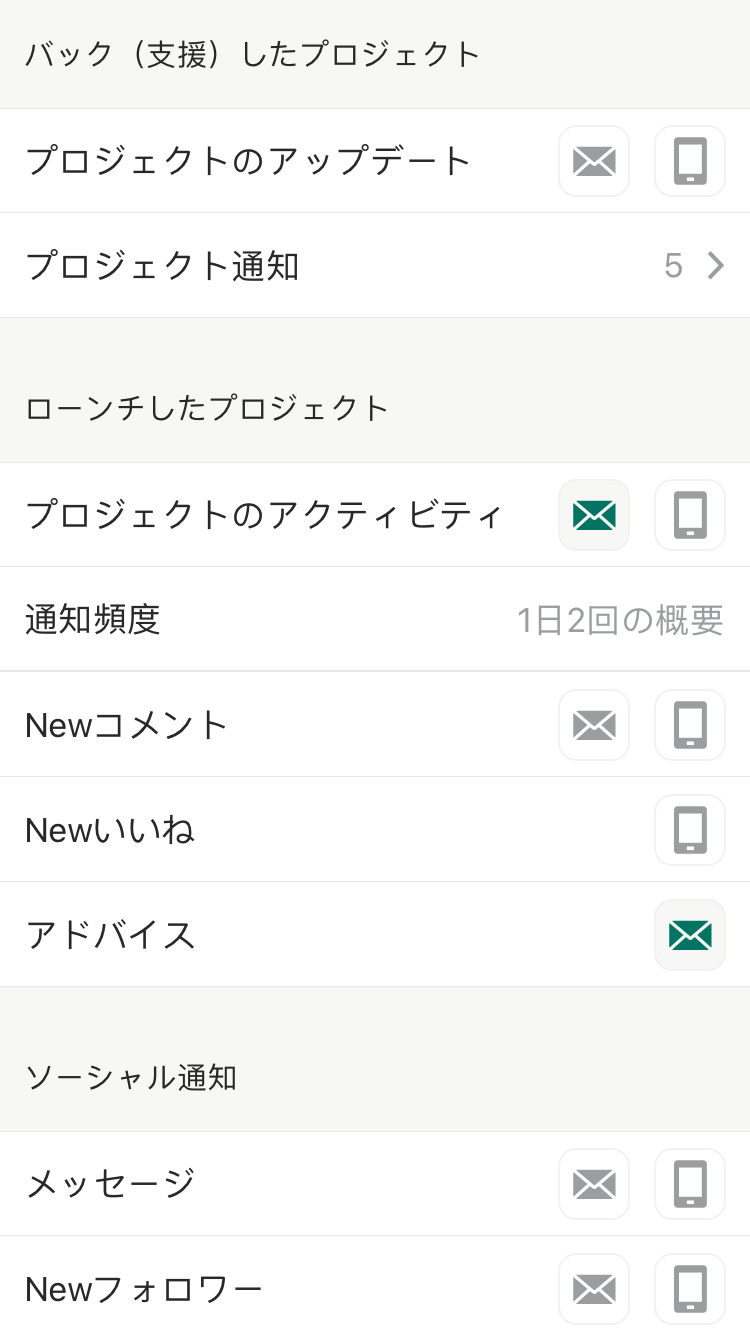 バック（支援）したプロジェクト
プロジェクトのアップデート
プロジェクト通知 5
ローンチしたプロジェクト
プロジェクトのアクティビティ
通知頻度 1日2回の概要
Newコメント
Newいいね
アドバイス
ソーシャル通知
メッセージ
Newフォロワー